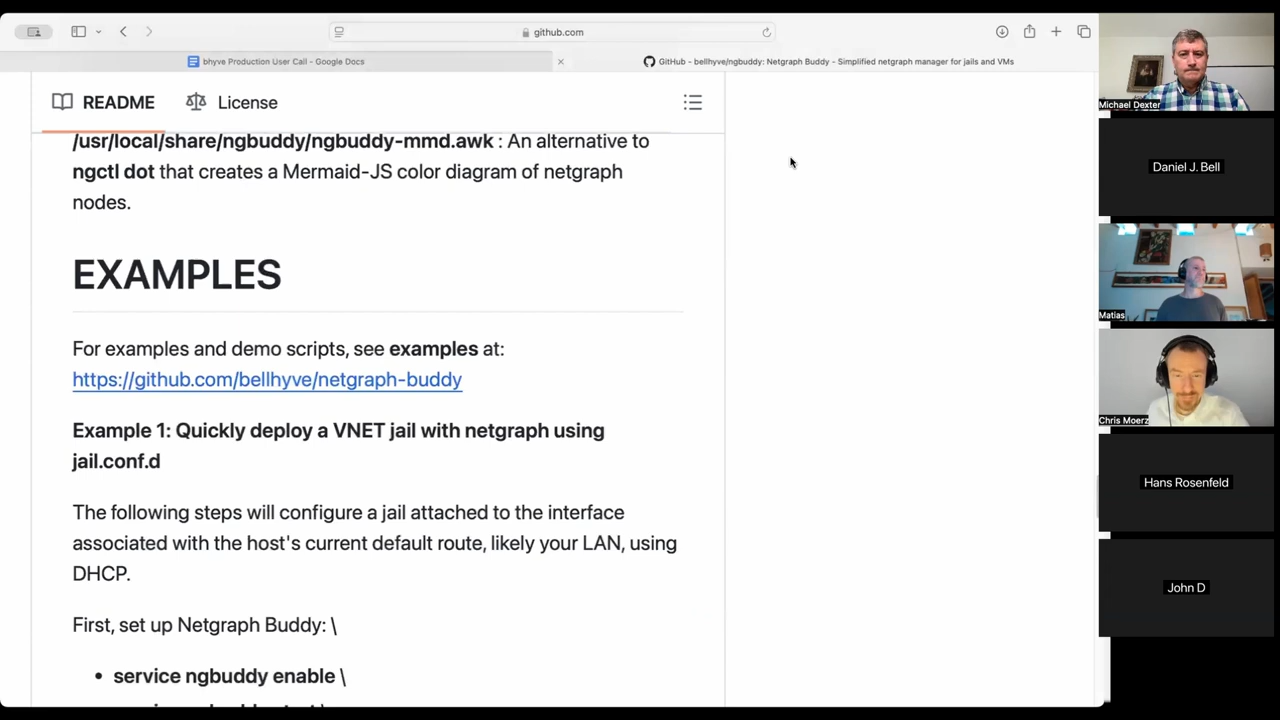 github.com
bhyve Production User Call - Google Docs
GitHub - bellhyve/ngbuddy: Netgraph Buddy - Simplified netgraph manager for jails and VMs
README
License
/usr/local/share/ngbuddy/ngbuddy-mmd.awk : An alternative to
ngctl dot that creates a Mermaid-JS color diagram of netgraph
nodes.
EXAMPLES
For examples and demo scripts, see examples at:
https://github.com/bellhyve/netgraph-buddy
Example 1: Quickly deploy a VNET jail with netgraph using
jail.conf.d
The following steps will configure a jail attached to the interface
associated with the host's current default route, likely your LAN, using
DHCP.
First, set up Netgraph Buddy: \
• service ngbuddy enable \
Michael Dexter
Daniel J. Bell
Matias
Chris Moerz
Hans Rosenfeld
John D